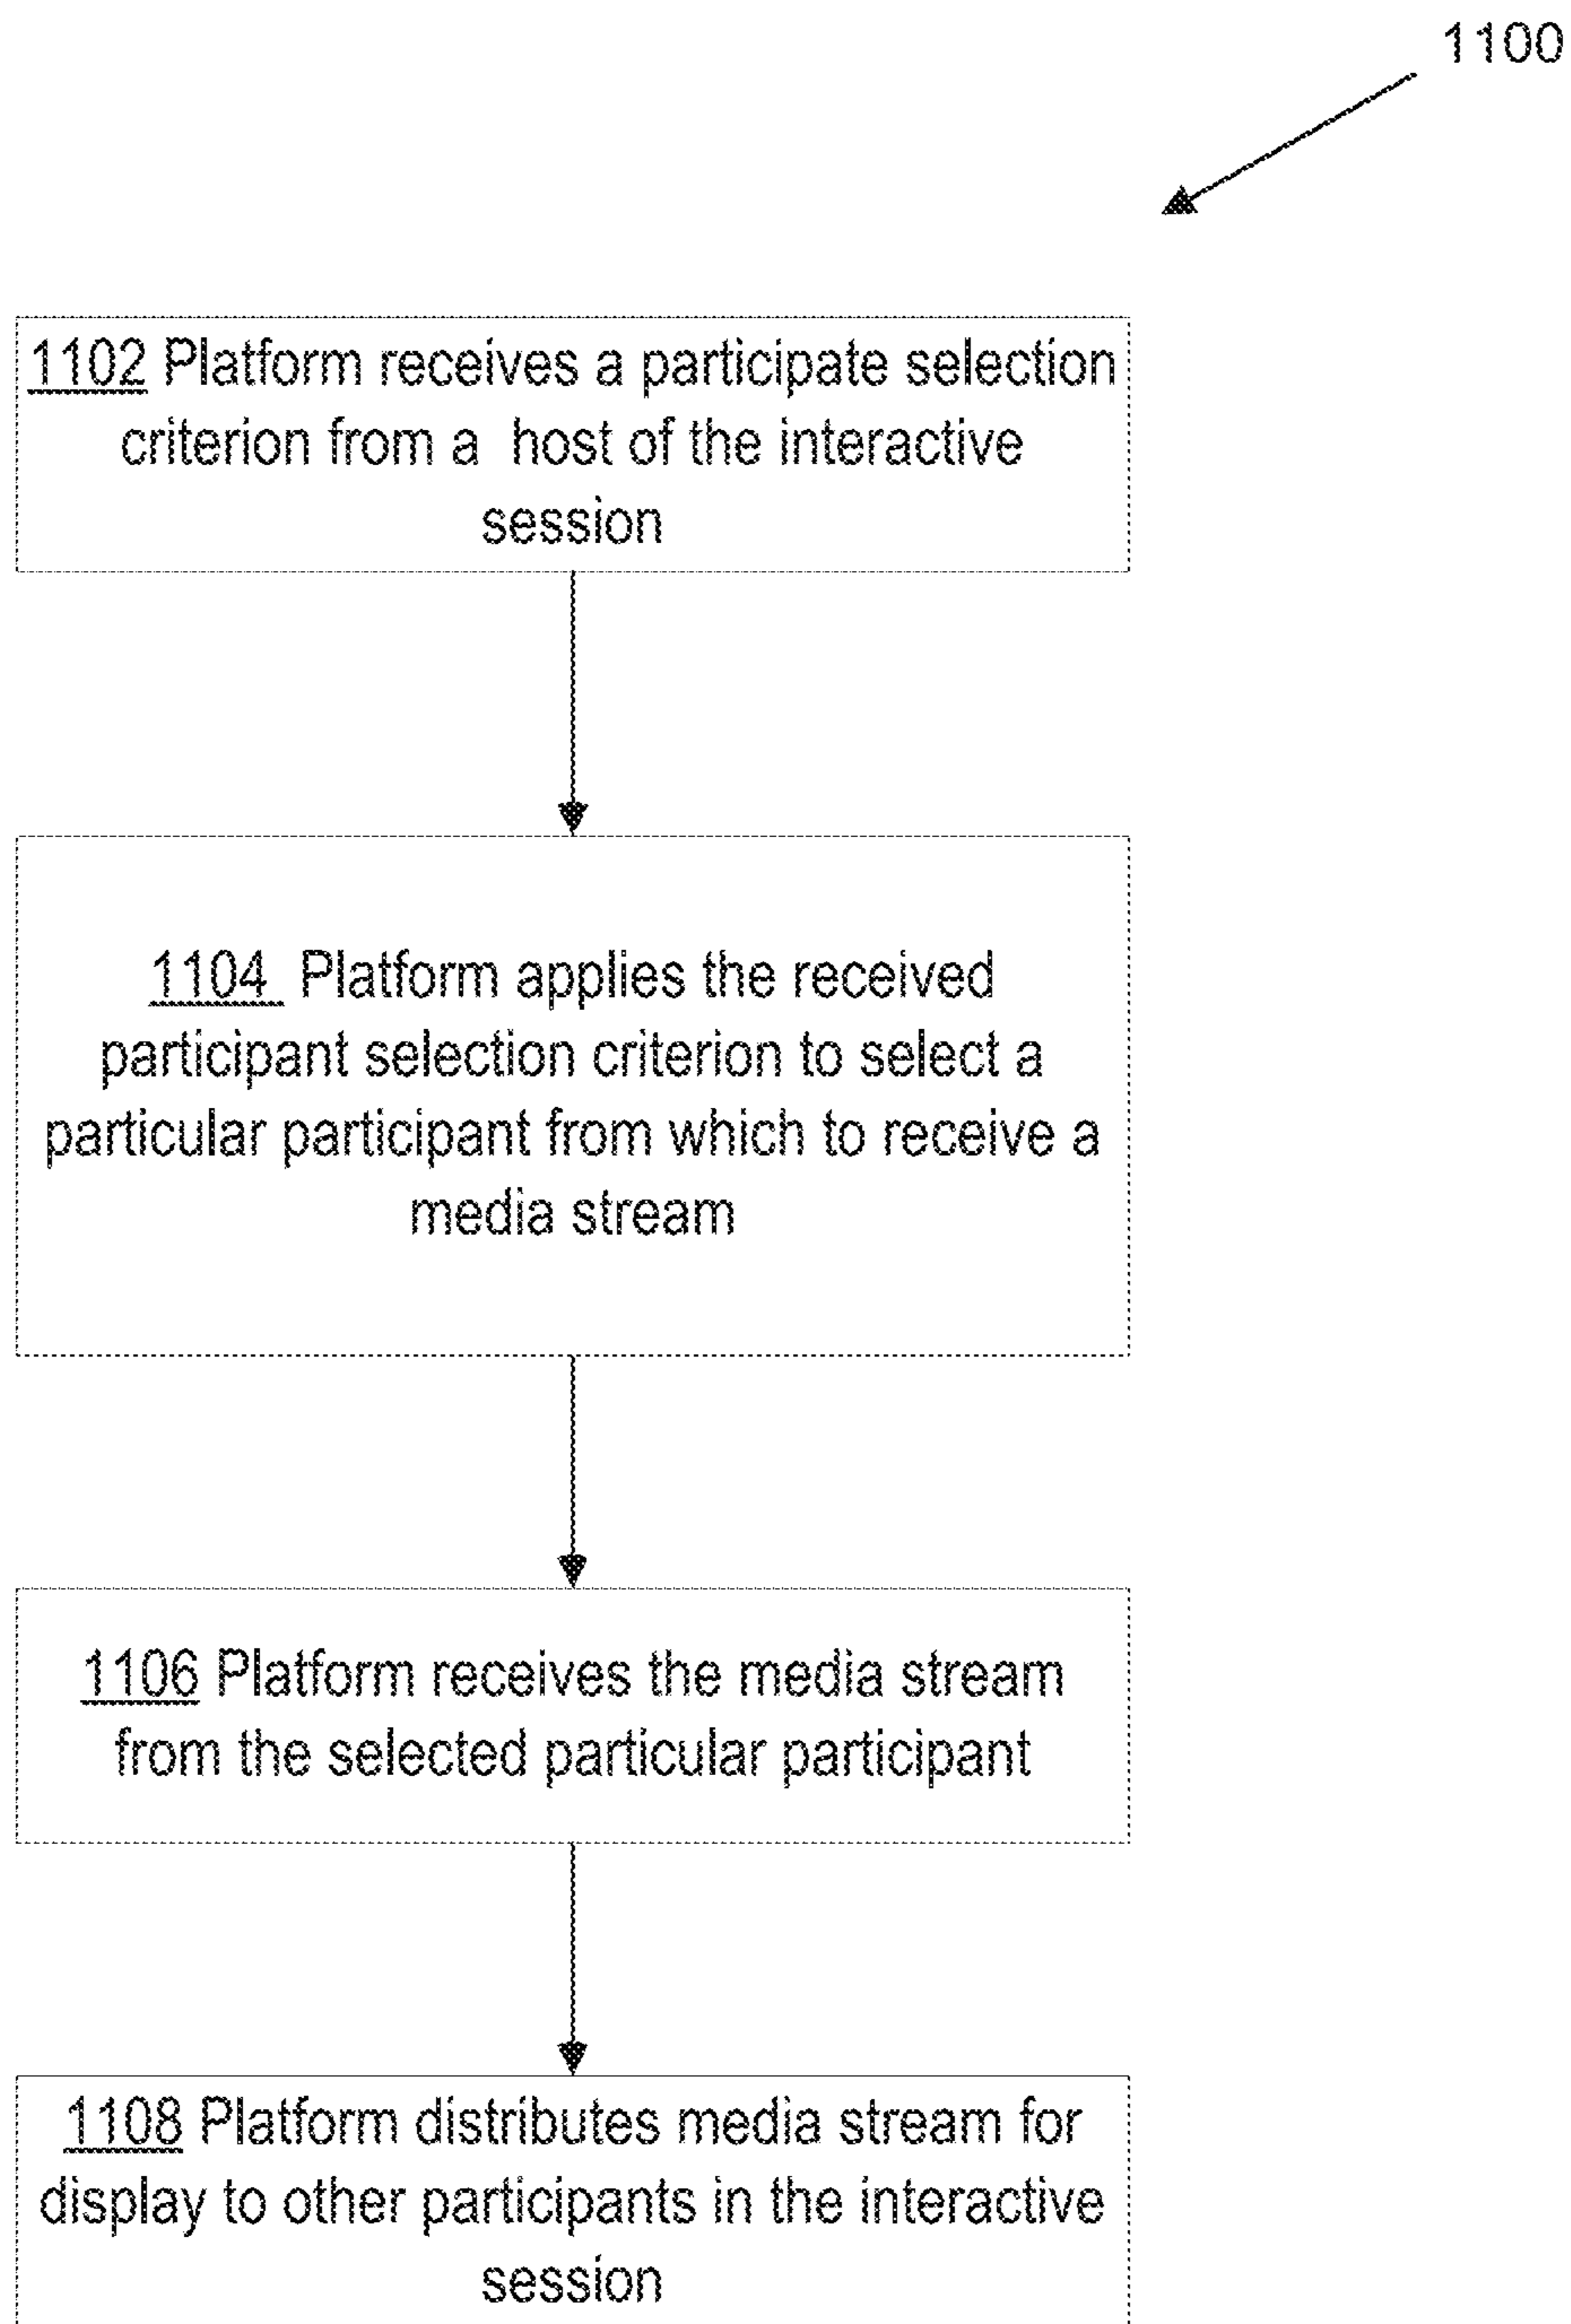 1100
1102 Platform receives a participate selection
criterion from a host of the interactive
session
1104 Platform applies the received
participant selection criterion to select a
particular participant from which to receive a
media stream
1106 Platform receives the media stream
from the selected particular participant
1108 Platform distributes media stream for
display to other participants in the interactive
session